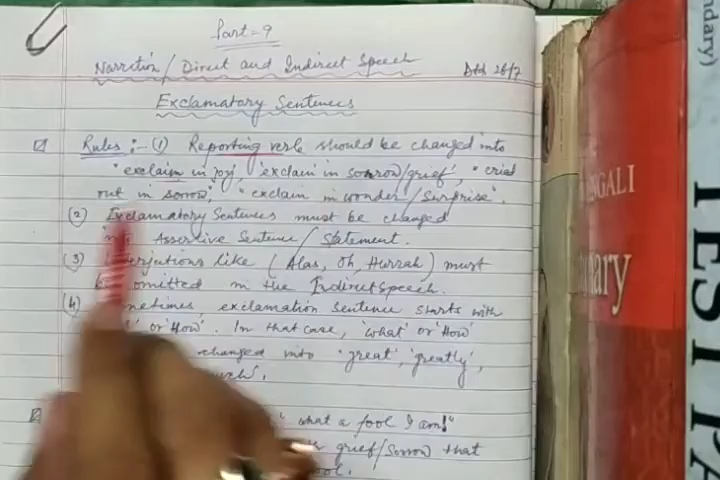 Part = 9
Narrtion / Direct and Indirect Speech Dtd 26/7
Exclamatory Sentences
Rules :- (1) Reporting verb should be changed into
"exclaim in joy", 'exclaim' in sorrow/grief', "cried
out in sorrow", "exclaim in wonder / Surprise".
(2) Exclamatory Sentences must be changed
Assertive Sentence / Statement.
(3) like (Alas, Oh, Hurrah) must
omitted in the Indirect Speech.
(4) exclamation sentence starts with
or 'How'. In that case, 'what' or 'How'
changed into 'great', 'greatly',
"what a fool I am!"
grief/Sorrow that
ndary)
TEST PA